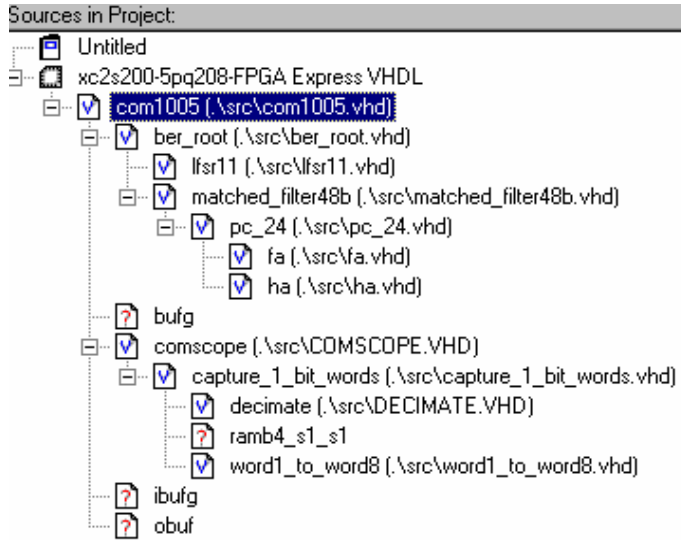 Sources in Project:
Untitled
xc2s200-5pq208-FPGA Express VHDL
com1005 (.\src\com1005.vhd)
ber_root (.\src\ber_root.vhd)
lfsr11 (.\src\lfsr11.vhd)
matched_filter48b (.\src\matched_filter48b.vhd)
pc_24 (.\src\pc_24.vhd)
fa (.\src\fa.vhd)
ha (.\src\ha.vhd)
bufg
comscope (.\src\COMSCOPE.VHD)
capture_1_bit_words (.\src\capture_1_bit_words.vhd)
decimate (.\src\DECIMATE.VHD)
ramb4_s1_s1
word1_to_word8 (.\src\word1_to_word8.vhd)
ibufg
obuf